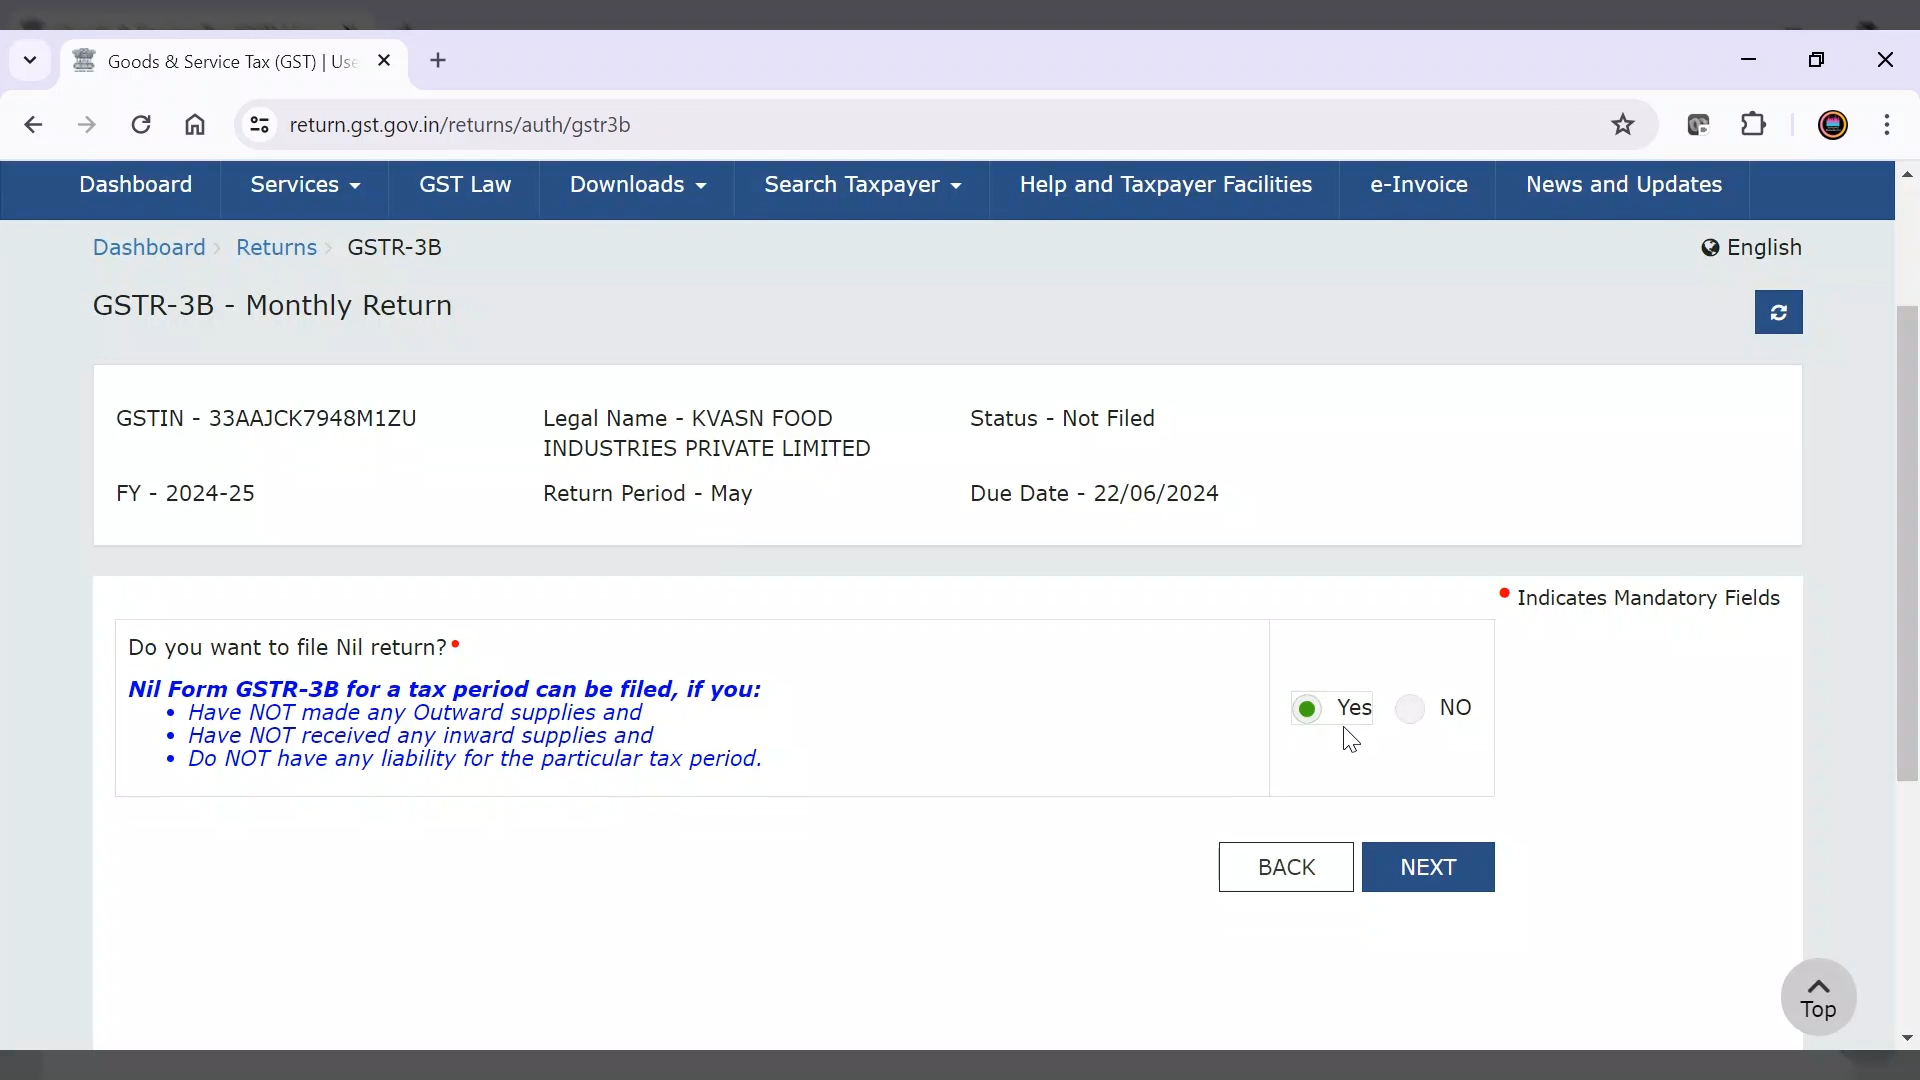 Goods & Service Tax (GST) | Use
return.gst.gov.in/returns/auth/gstr3b
Dashboard Services GST Law Downloads Search Taxpayer Help and Taxpayer Facilities e-Invoice News and Updates
Dashboard Returns GSTR-3B English
GSTR-3B - Monthly Return
GSTIN - 33AAJCK7948M1ZU Legal Name - KVASN FOOD Status - Not Filed
INDUSTRIES PRIVATE LIMITED
FY - 2024-25 Return Period - May Due Date - 22/06/2024
Indicates Mandatory Fields
Do you want to file Nil return?
Nil Form GSTR-3B for a tax period can be filed, if you:
Have NOT made any Outward supplies and
Have NOT received any inward supplies and
Do NOT have any liability for the particular tax period.
Yes NO
BACK NEXT
Top